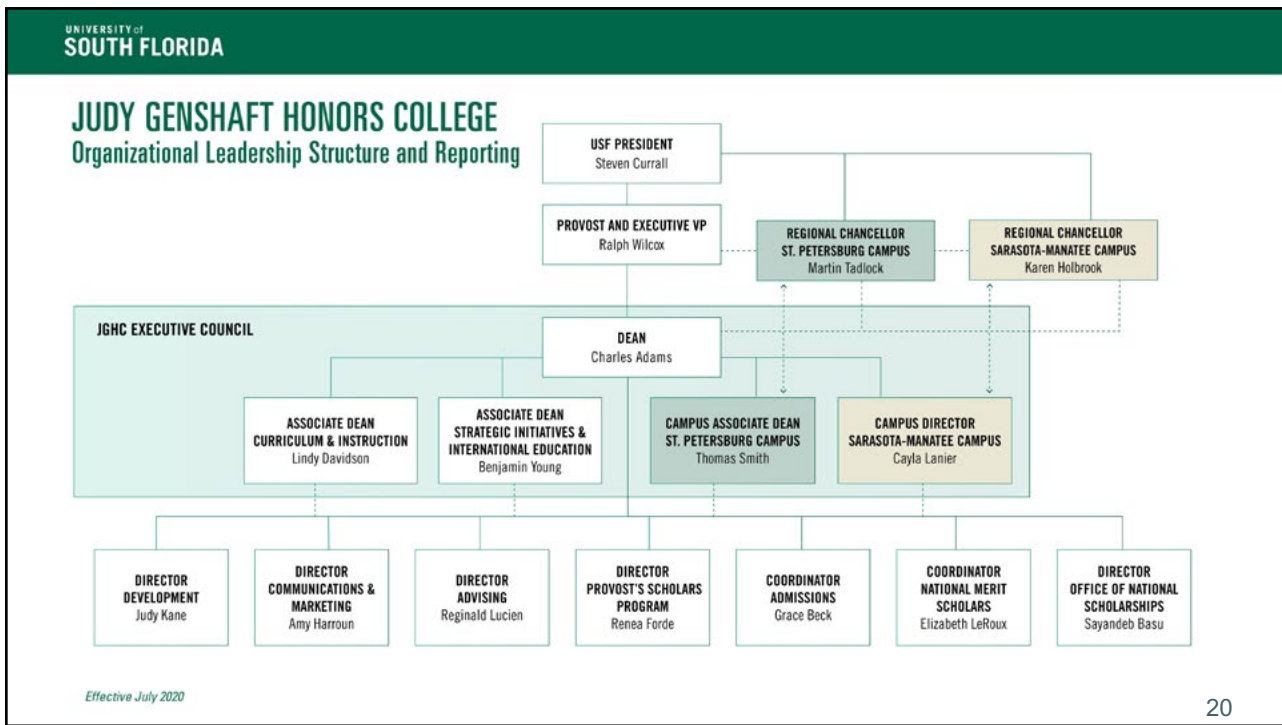 UNIVERSITY of
SOUTH FLORIDA
JUDY GENSHAFT HONORS COLLEGE
Organizational Leadership Structure and Reporting
USF PRESIDENT
Steven Currall
PROVOST AND EXECUTIVE VP
Ralph Wilcox
REGIONAL CHANCELLOR
ST. PETERSBURG CAMPUS
Martin Tadlock
REGIONAL CHANCELLOR
SARASOTA-MANATEE CAMPUS
Karen Holbrook
JGHC EXECUTIVE COUNCIL
DEAN
Charles Adams
ASSOCIATE DEAN
CURRICULUM & INSTRUCTION
Lindy Davidson
ASSOCIATE DEAN
STRATEGIC INITIATIVES &
INTERNATIONAL EDUCATION
Benjamin Young
CAMPUS ASSOCIATE DEAN
ST. PETERSBURG CAMPUS
Thomas Smith
CAMPUS DIRECTOR
SARASOTA-MANATEE CAMPUS
Cayla Lanier
DIRECTOR
DEVELOPMENT
Judy Kane
DIRECTOR
COMMUNICATIONS &
MARKETING
Amy Harroun
DIRECTOR
ADVISING
Reginald Lucien
DIRECTOR
PROVOST'S SCHOLARS
PROGRAM
Renea Forde
COORDINATOR
ADMISSIONS
Grace Beck
COORDINATOR
NATIONAL MERIT
SCHOLARS
Elizabeth LeRoux
DIRECTOR
OFFICE OF NATIONAL
SCHOLARSHIPS
Sayandeb Basu
Effective July 2020
20